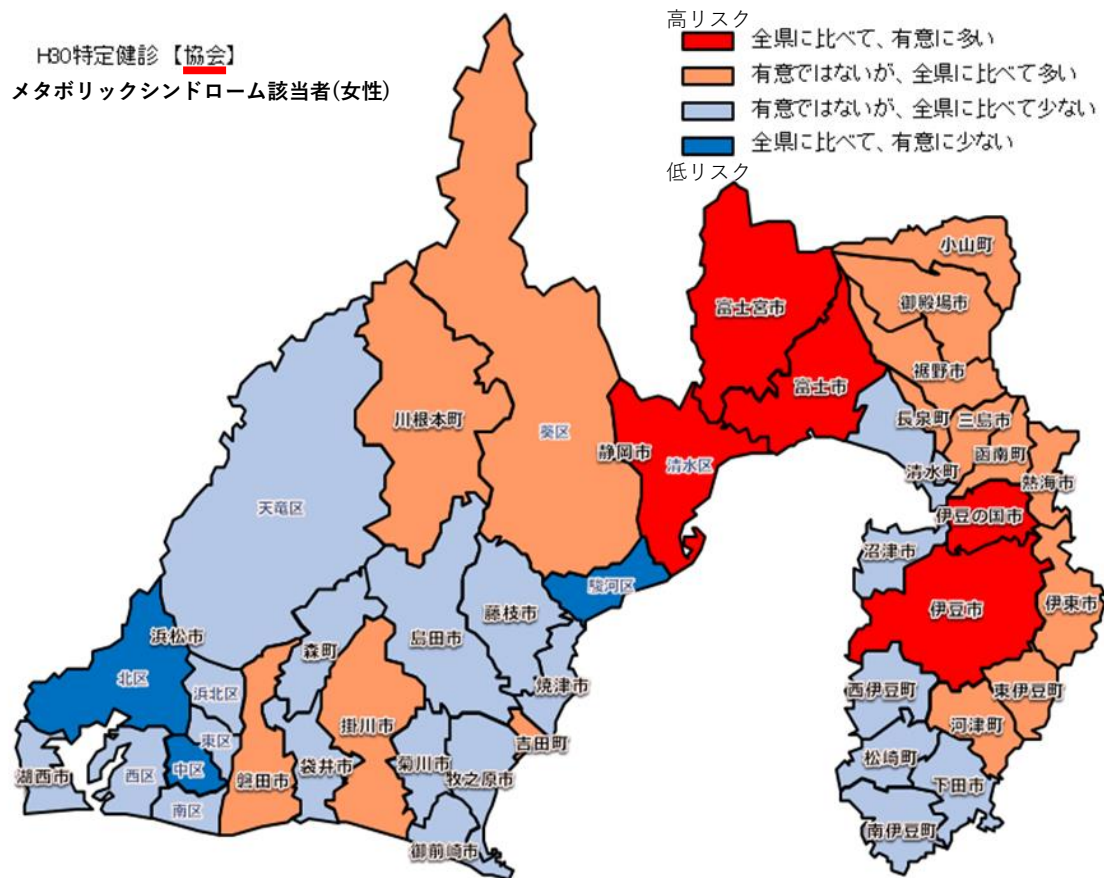 H30特定健診【協会】
メタボリックシンドローム該当者(女性)
高リスク
全県に比べて、有意に多い
有意ではないが、全県に比べて多い
有意ではないが、全県に比べて少ない
全県に比べて、有意に少ない
低リスク
小山町
御殿場市
富士宮市
裾野市
富士市
長泉町
三島市
川根本町
葵区
静岡市
清水区
函南町
清水町
熱海市
天竜区
伊豆の国市
沼津市
駿河区
伊豆市
伊東市
藤枝市
島田市
浜松市
森町
北区
浜北区
焼津市
西伊豆町
東伊豆町
掛川市
河津町
東区
吉田町
松崎町
湖西市
西区
中区
磐田市
袋井市
菊川市
牧之原市
下田市
南区
南伊豆町
御前崎市